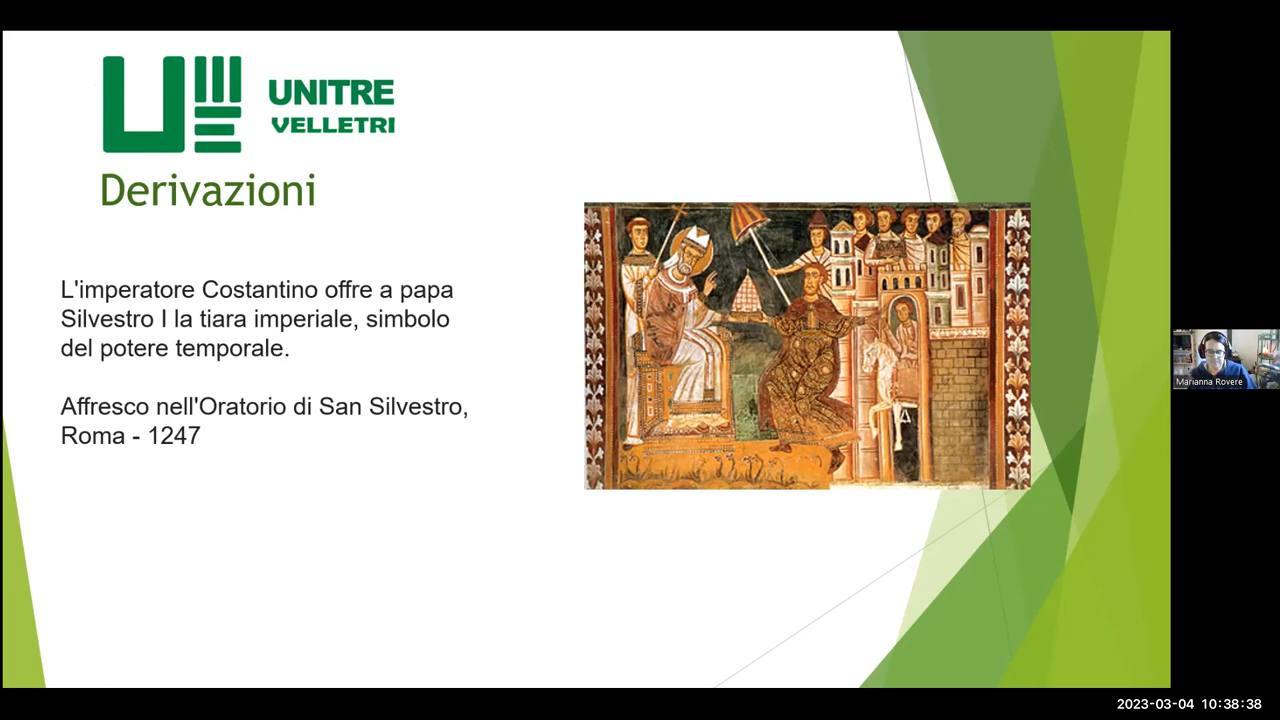 UNITRE
VELLETRI
Derivazioni
L'imperatore Costantino offre a papa
Silvestro I la tiara imperiale, simbolo
del potere temporale.
Affresco nell'Oratorio di San Silvestro,
Roma - 1247
Marianna Rovere
2023-03-04 10:38:38